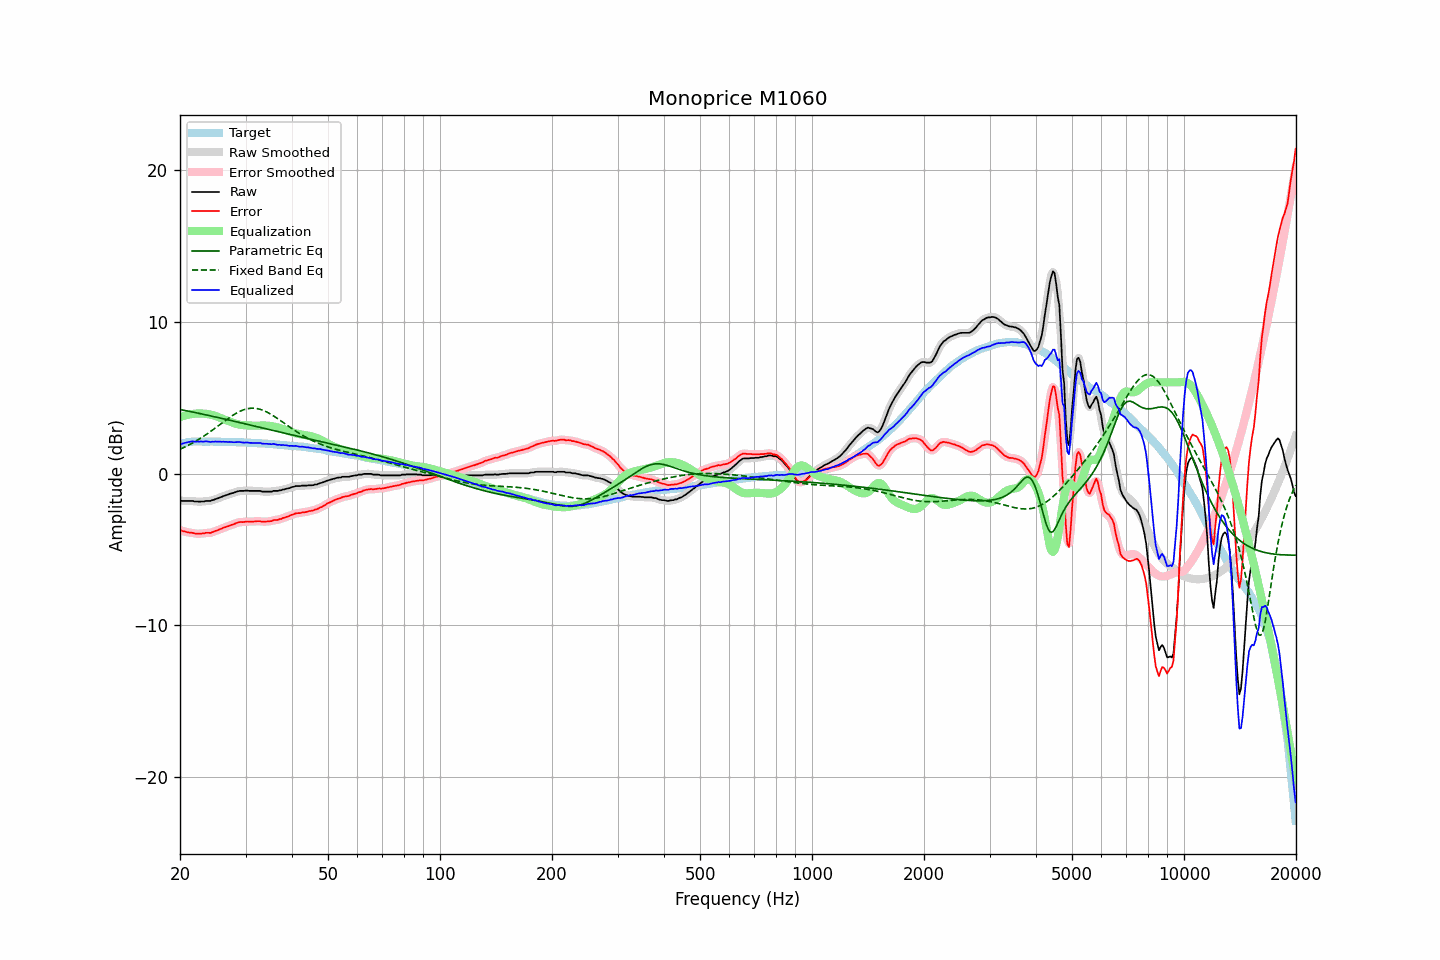 Monoprice M1060
Target
Raw Smoothed
Error Smoothed
Raw
Error
Equalization
Parametric Eq
Fixed Band Eq
Equalized
20
10
0
−10
−20
Amplitude (dBr)
20
50
100
200
500
1000
2000
5000
10000
20000
Frequency (Hz)